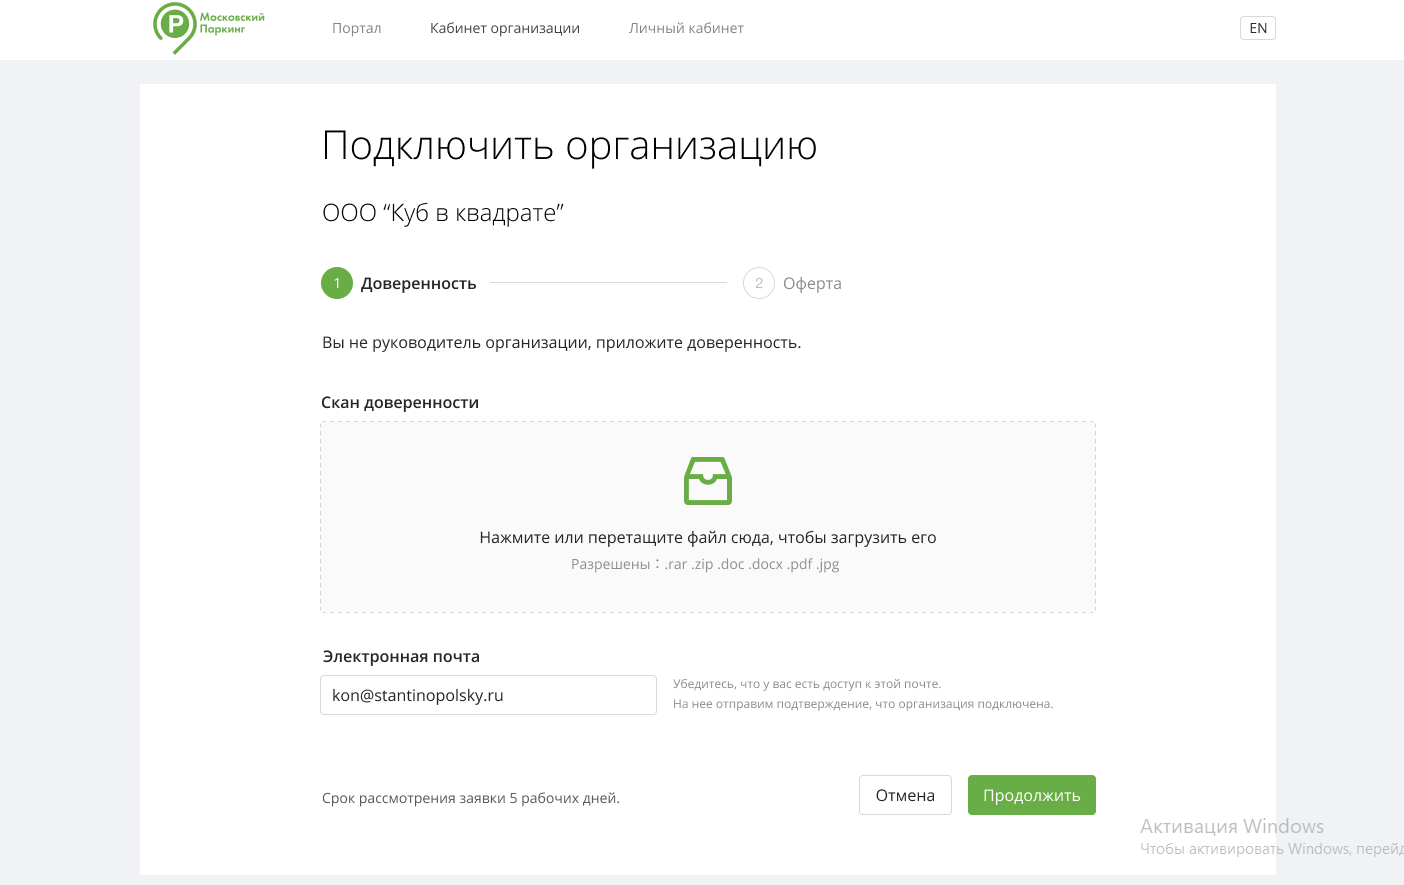 Московский
Паркинг
Портал
Кабинет организации
Личный кабинет
EN
Подключить организацию
ООО “Куб в квадрате”
1 Доверенность
2 Оферта
Вы не руководитель организации, приложите доверенность.
Скан доверенности
Нажмите или перетащите файл сюда, чтобы загрузить его
Разрешены : .rar .zip .doc .docx .pdf .jpg
Электронная почта
kon@stantinopolsky.ru
Убедитесь, что у вас есть доступ к этой почте.
На нее отправим подтверждение, что организация подключена.
Срок рассмотрения заявки 5 рабочих дней.
Отмена
Продолжить
Активация Windows
Чтобы активировать Windows, перейд